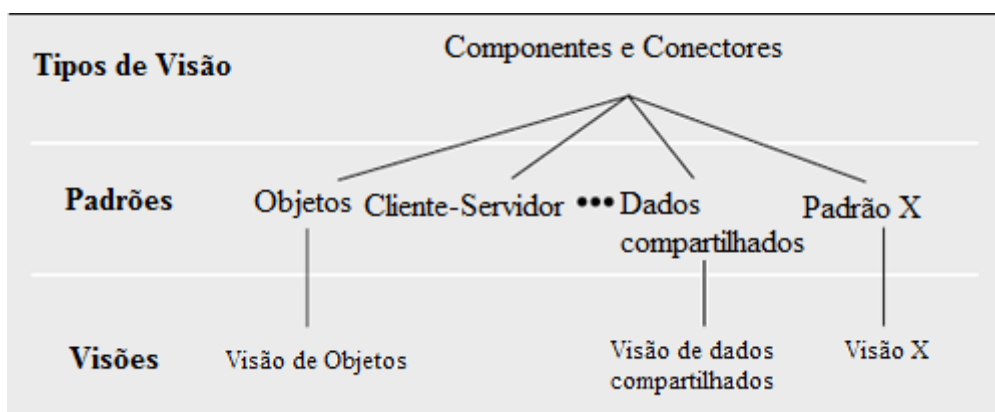 Componentes e Conectores
Tipos de Visão
Padrões
Objetos Cliente-Servidor ••• Dados compartilhados
Padrão X
Visões
Visão de Objetos
Visão de dados compartilhados
Visão X